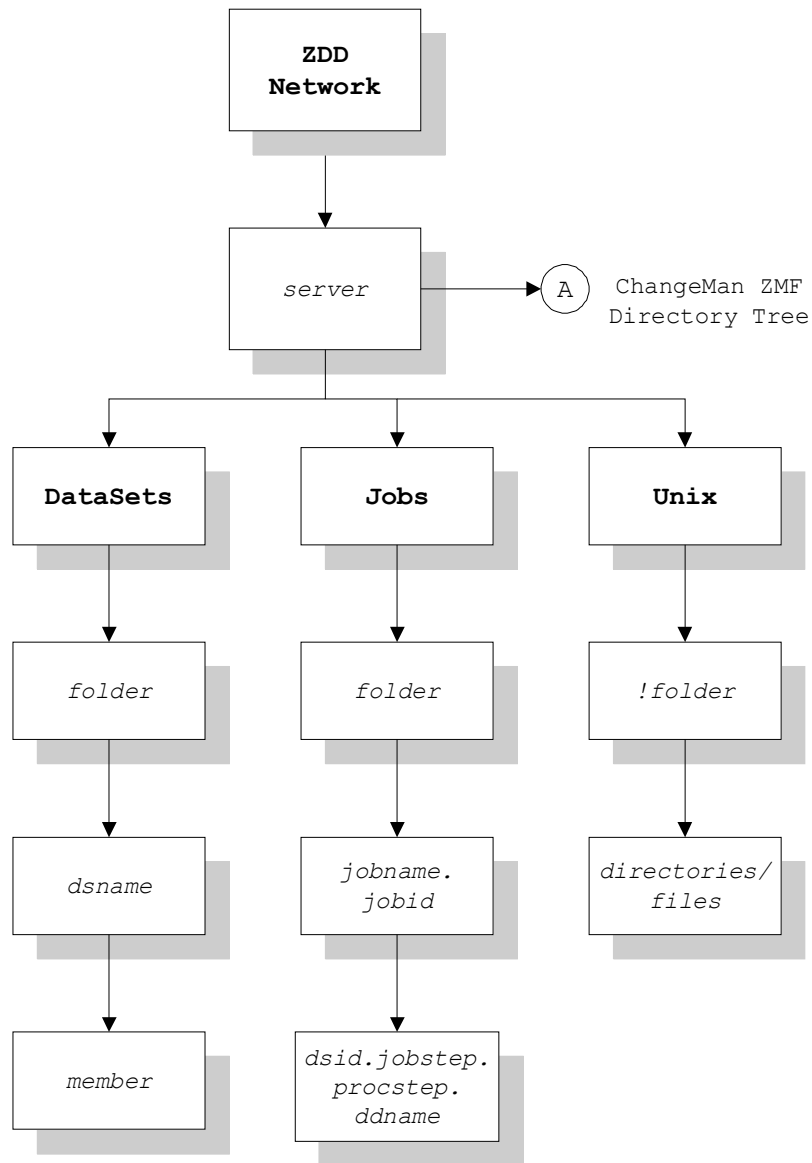 ZDD
Network
server
A
ChangeMan ZMF
Directory Tree
DataSets
Jobs
Unix
folder
folder
!folder
dsname
jobname.
jobid
directories/
files
member
dsid.jobstep.
procstep.
ddname